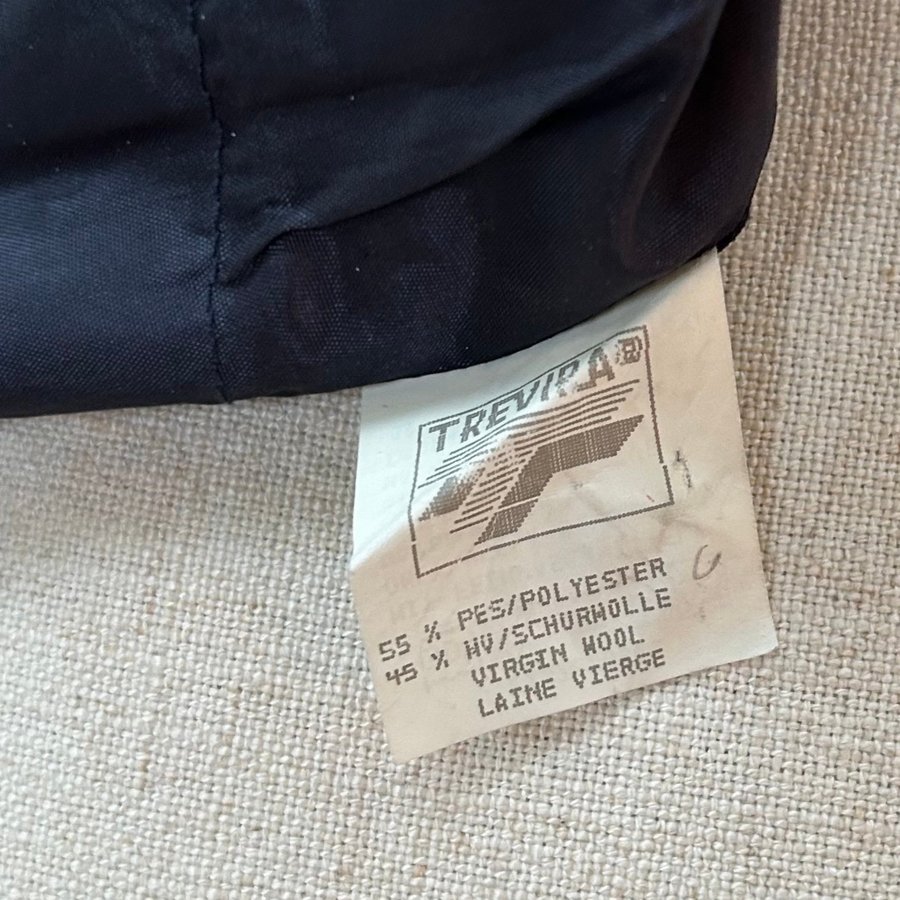 TREVIRA®
55 % PES/POLYESTER
45 % WV/SCHURWOLLE
VIRGIN WOOL
LAINE VIERGE